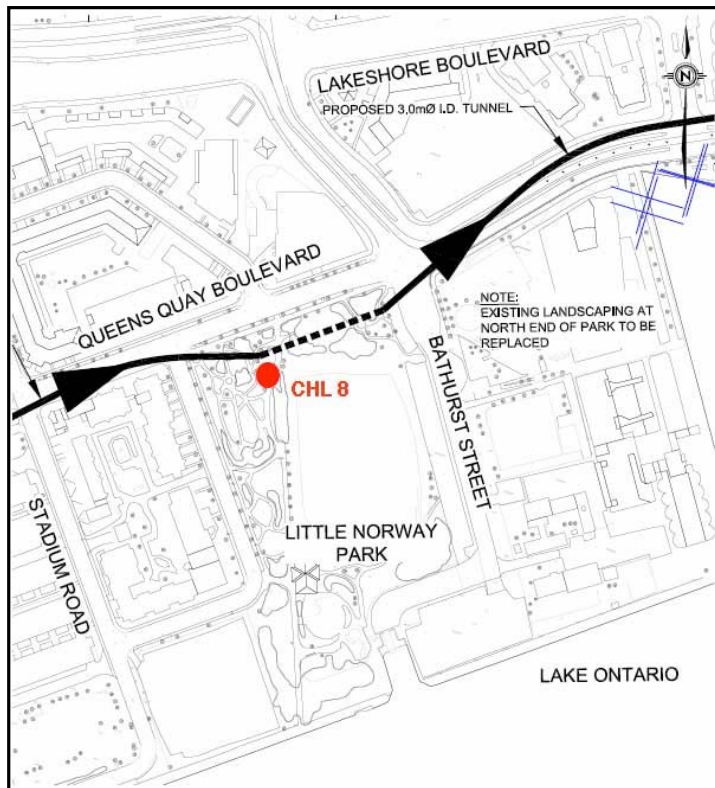 LAKESHORE BOULEVARD
PROPOSED 3,0mØ I.D. TUNNEL
N
QUEENS QUAY BOULEVARD
NOTE:
EXISTING LANDSCAPING AT
NORTH END OF PARK TO BE
REPLACED
CHL 8
BATHURST STREET
STADIUM ROAD
LITTLE NORWAY
PARK
LAKE ONTARIO